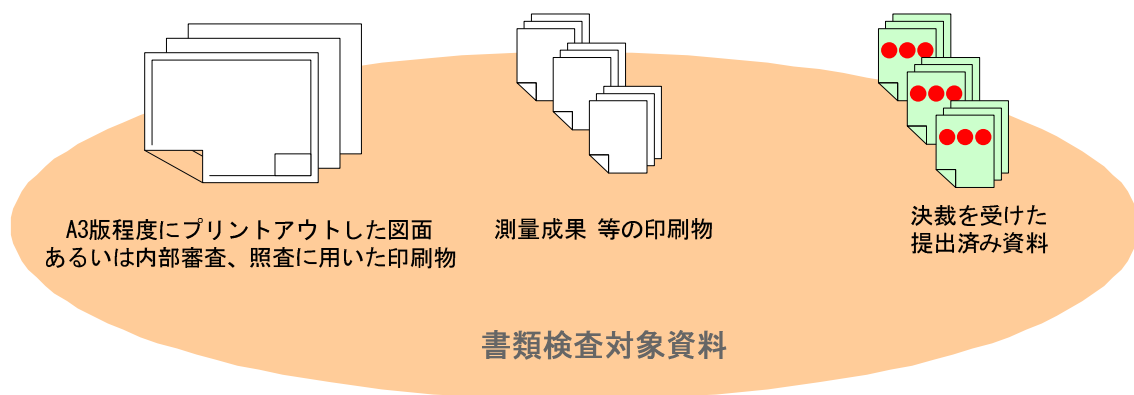 A3版程度にプリントアウトした図面
あるいは内部審査、照査に用いた印刷物
測量成果 等の印刷物
決裁を受けた
提出済み資料
書類検査対象資料